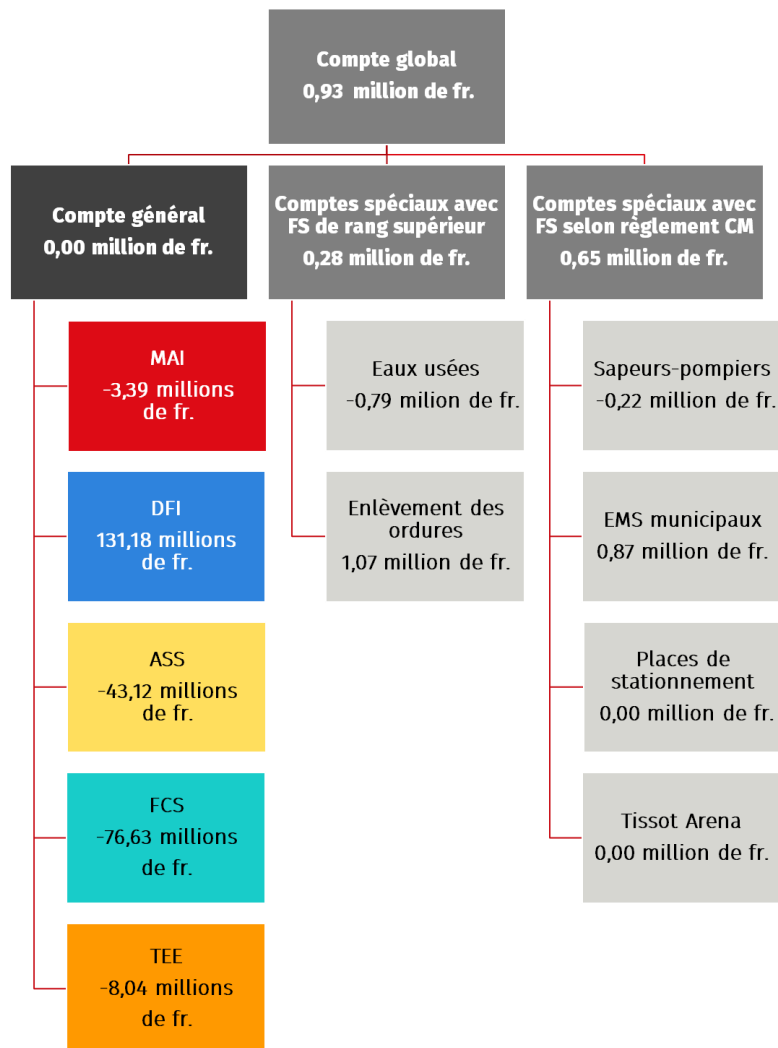 Compte global
0,93 million de fr.
Compte général
0,00 million de fr.
Comptes spéciaux avec
FS de rang supérieur
0,28 million de fr.
Comptes spéciaux avec
FS selon règlement CM
0,65 million de fr.
MAI
-3,39 millions
de fr.
DFI
131,18 millions
de fr.
ASS
-43,12 millions
de fr.
FCS
-76,63 millions
de fr.
TEE
-8,04 millions
de fr.
Eaux usées
-0,79 milion de fr.
Enlèvement des
ordures
1,07 million de fr.
Sapeurs-pompiers
-0,22 million de fr.
EMS municipaux
0,87 million de fr.
Places de
stationnement
0,00 million de fr.
Tissot Arena
0,00 million de fr.